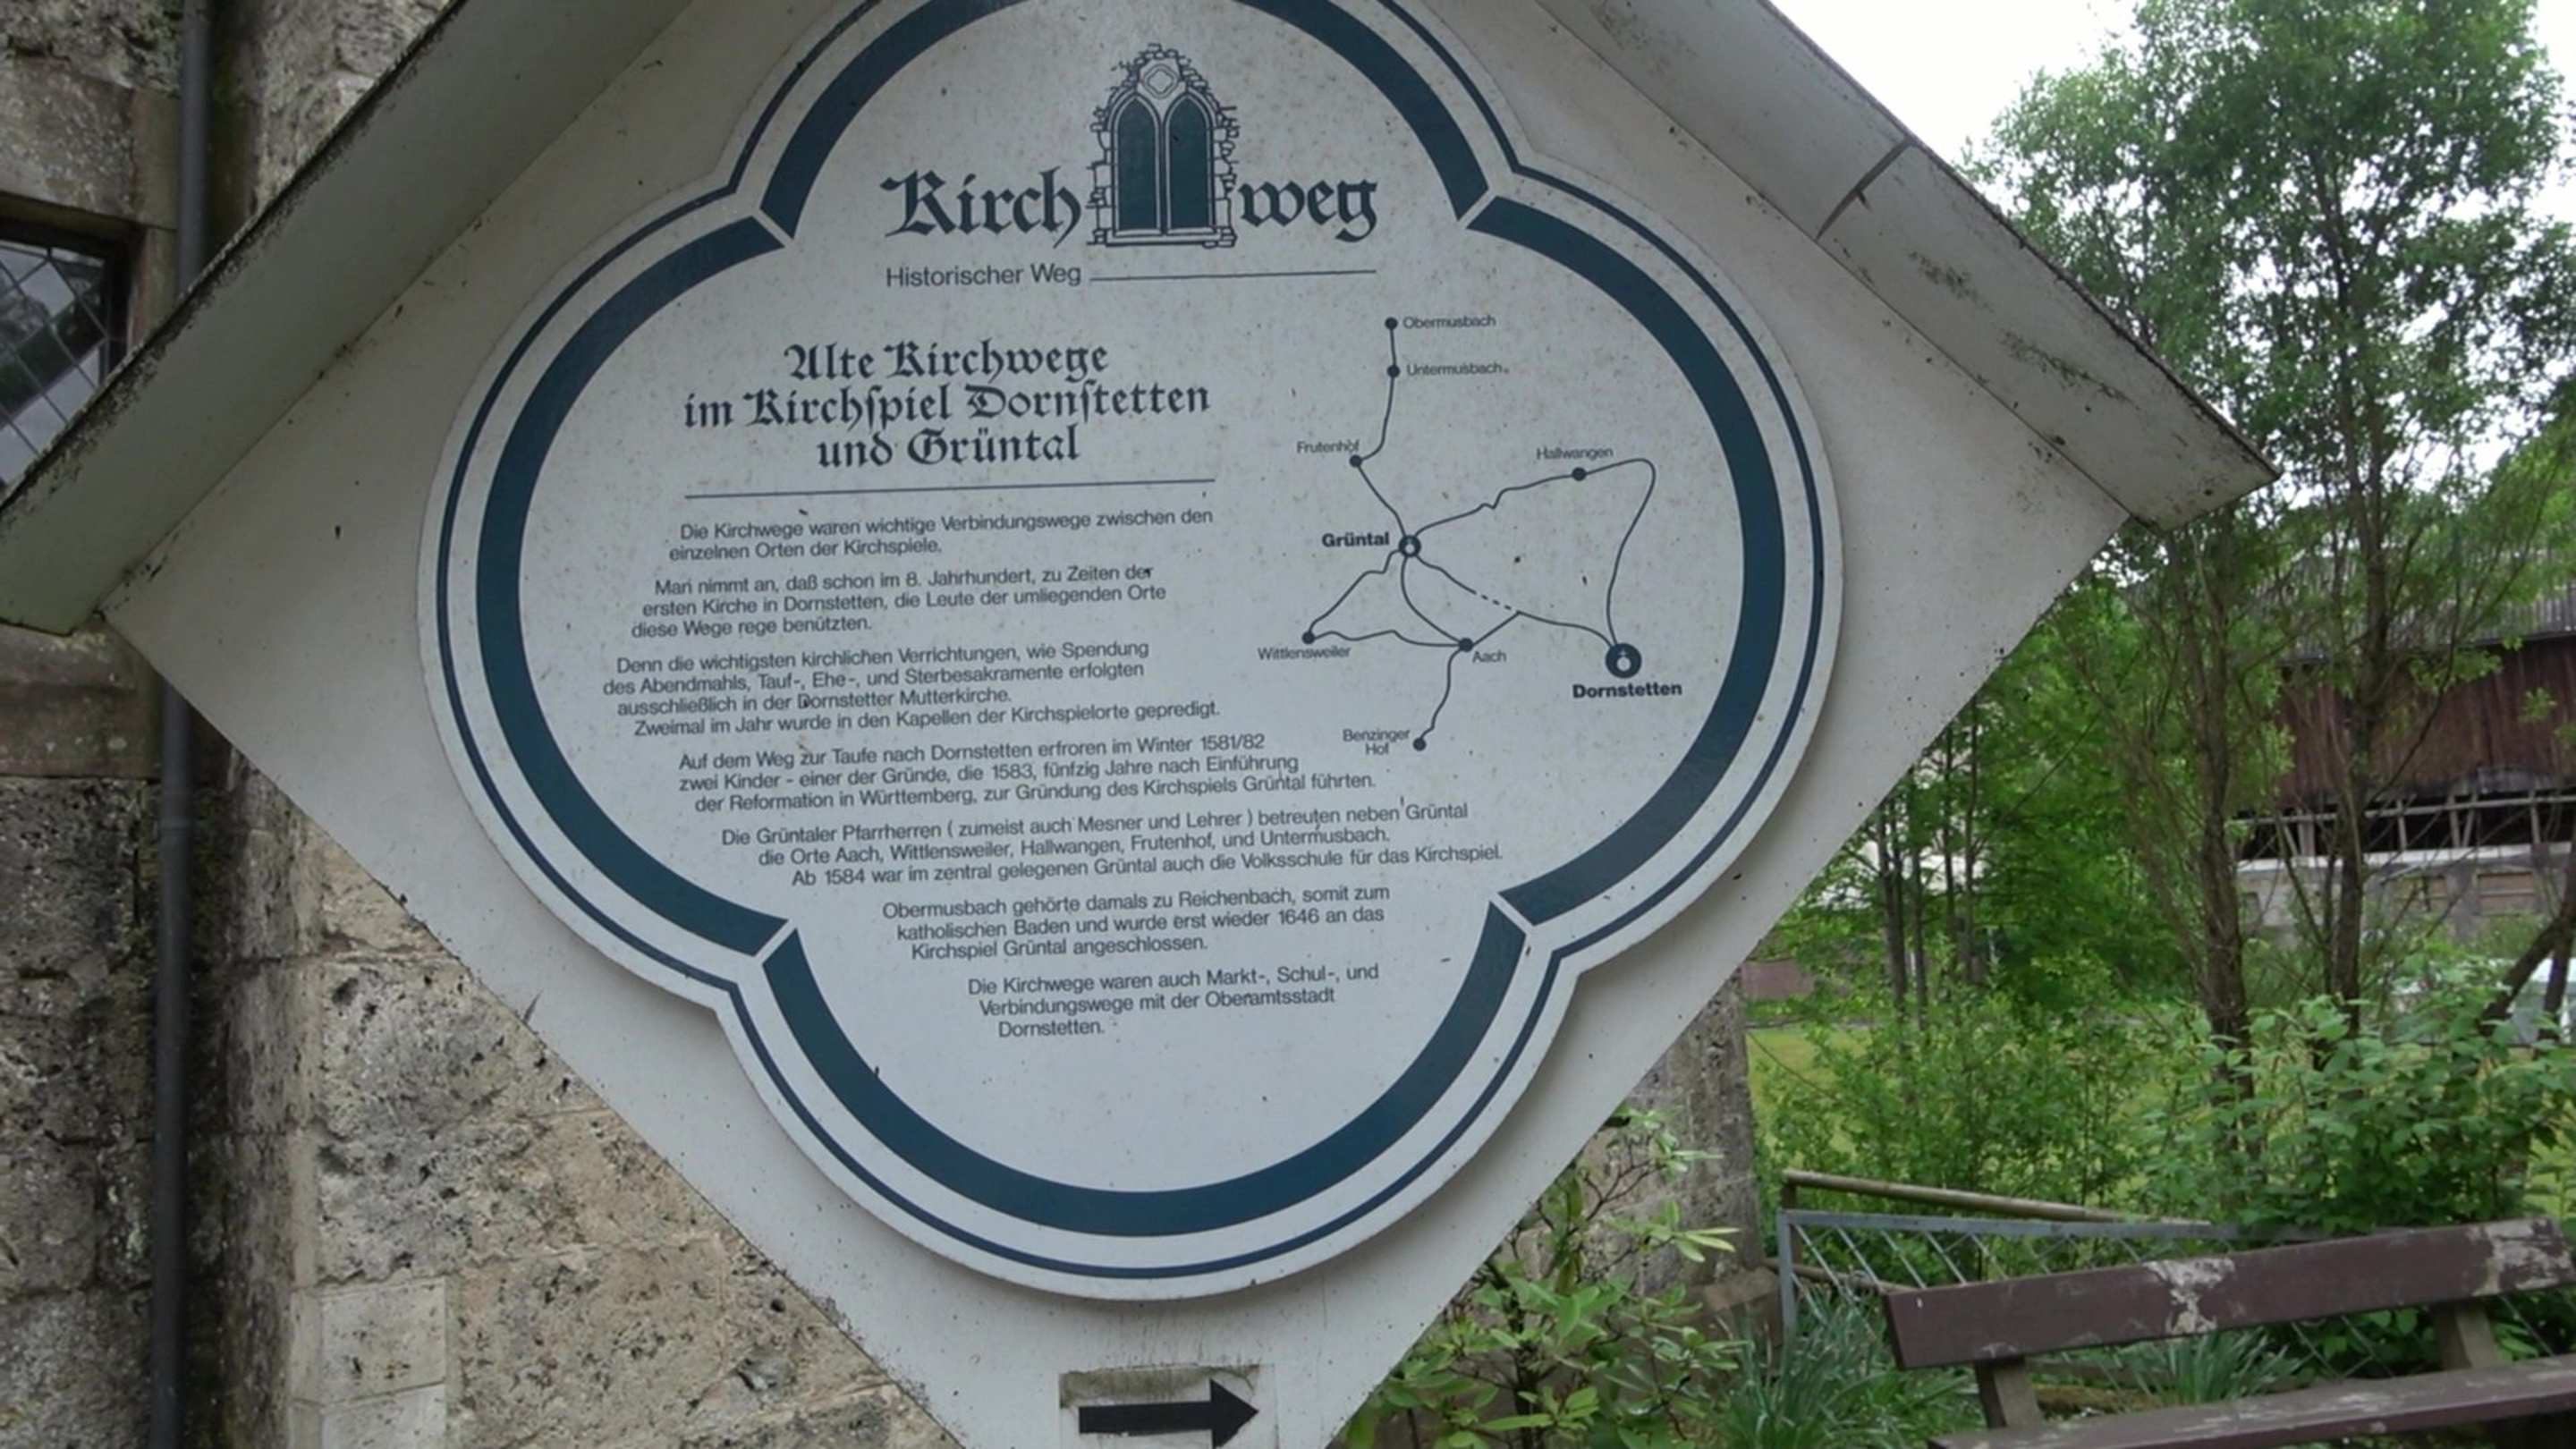 Kirchweg
Historischer Weg
Alte Kirchwege
im Kirchſpiel Dornſtetten
und Grüntal
Die Kirchwege waren wichtige Verbindungswege zwischen den
einzelnen Orten der Kirchspiele.
Man nimmt an, daß schon im 8. Jahrhundert, zu Zeiten der
ersten Kirche in Dornstetten, die Leute der umliegenden Orte
diese Wege rege benützten.
Denn die wichtigsten kirchlichen Verrichtungen, wie Spendung
des Abendmahls, Tauf-, Ehe-, und Sterbesakramente erfolgten
ausschließlich in der Dornstetter Mutterkirche.
Zweimal im Jahr wurde in den Kapellen der Kirchspielorte gepredigt.
Auf dem Weg zur Taufe nach Dornstetten erfroren im Winter 1581/82
zwei Kinder - einer der Gründe, die 1583, fünfzig Jahre nach Einführung
der Reformation in Württemberg, zur Gründung des Kirchspiels Grüntal führten.
Die Grüntaler Pfarrherren ( zumeist auch Mesner und Lehrer ) betreuten neben Grüntal
die Orte Aach, Wittlensweiler, Hallwangen, Frutenhof, und Untermusbach.
Ab 1584 war im zentral gelegenen Grüntal auch die Volksschule für das Kirchspiel.
Obermusbach gehörte damals zu Reichenbach, somit zum
katholischen Baden und wurde erst wieder 1646 an das
Kirchspiel Grüntal angeschlossen.
Die Kirchwege waren auch Markt-, Schul-, und
Verbindungswege mit der Oberamtsstadt
Dornstetten.
Obermusbach
Untermusbach
Frutenhof
Hallwangen
Grüntal
Wittlensweiler
Aach
Dornstetten
Benzinger
Hof